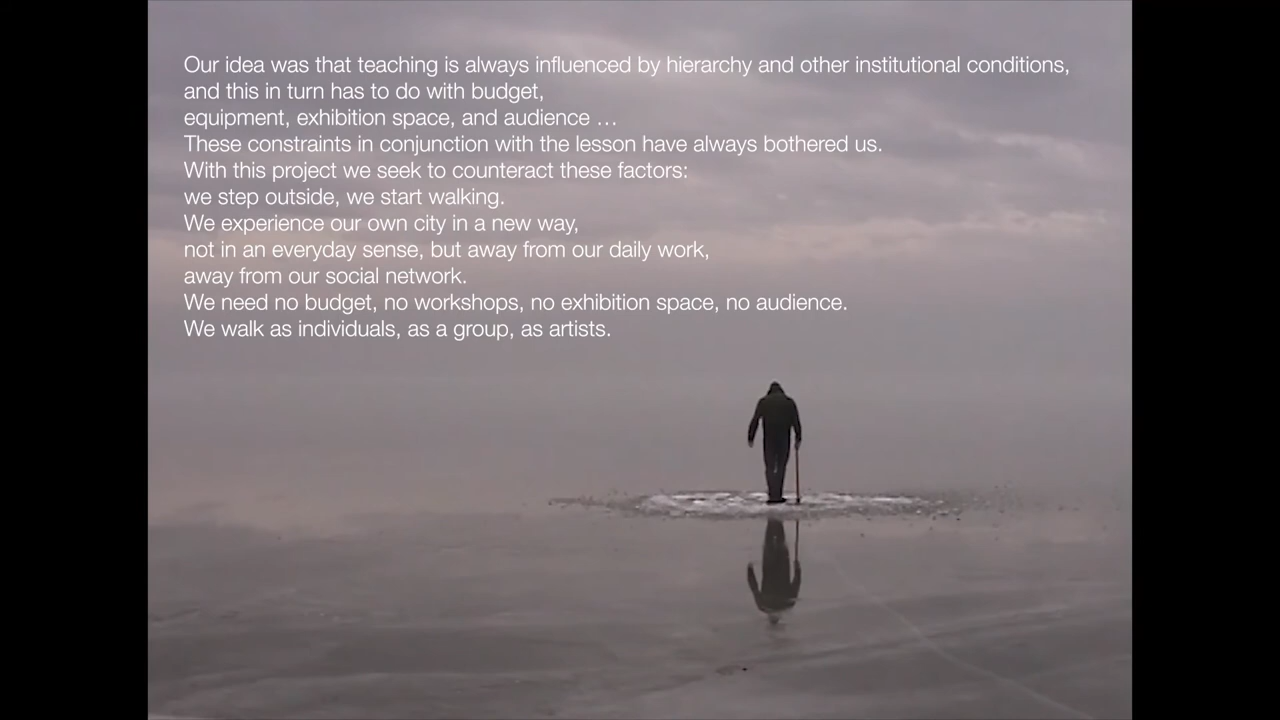 Our idea was that teaching is always influenced by hierarchy and other institutional conditions,
and this in turn has to do with budget,
equipment, exhibition space, and audience …
These constraints in conjunction with the lesson have always bothered us.
With this project we seek to counteract these factors:
we step outside, we start walking.
We experience our own city in a new way,
not in an everyday sense, but away from our daily work,
away from our social network.
We need no budget, no workshops, no exhibition space, no audience.
We walk as individuals, as a group, as artists.